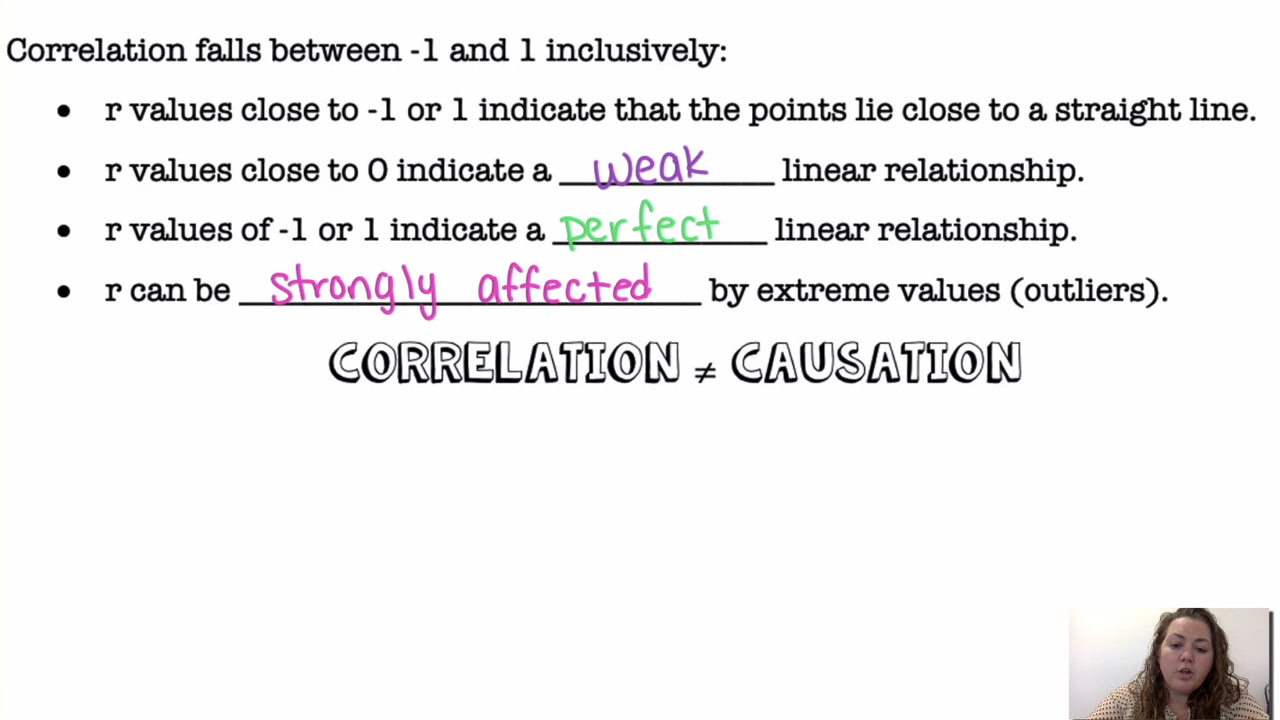 Correlation falls between -1 and 1 inclusively:
• r values close to -1 or 1 indicate that the points lie close to a straight line.
• r values close to 0 indicate a weak linear relationship.
• r values of -1 or 1 indicate a perfect linear relationship.
• r can be strongly affected by extreme values (outliers).
CORRELATION ≠ CAUSATION